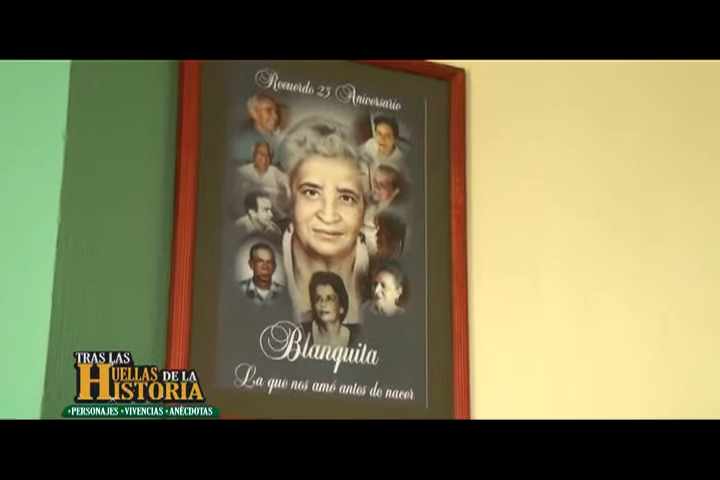 Recuerdo 25 Aniversario
Blanquita
La que nos amó antes de nacer
TRAS LAS
HUELLAS DE LA
HISTORIA
• PERSONAJES • VIVENCIAS • ANÉCDOTAS